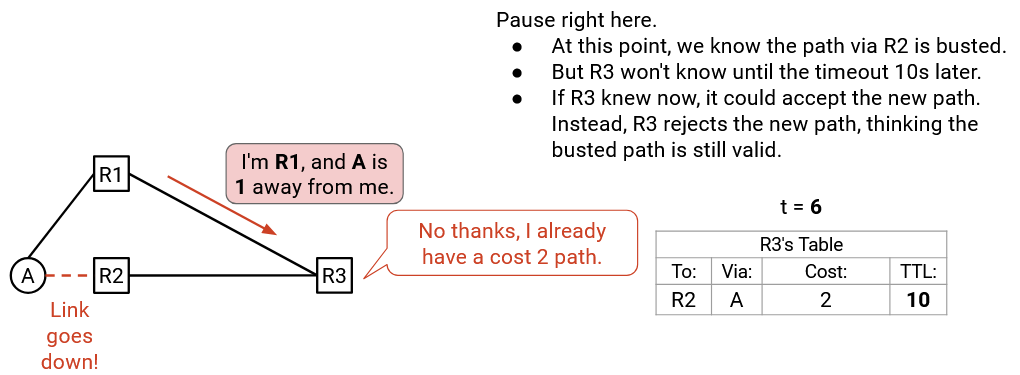 Pause right here.
● At this point, we know the path via R2 is busted.
● But R3 won't know until the timeout 10s later.
● If R3 knew now, it could accept the new path.
Instead, R3 rejects the new path, thinking the
busted path is still valid.
R1
I'm R1, and A is
1 away from me.
t = 6
No thanks, I already
have a cost 2 path.
R3's Table
To: Via: Cost: TTL:
R2 A 2 10
A
R2
R3
Link
goes
down!